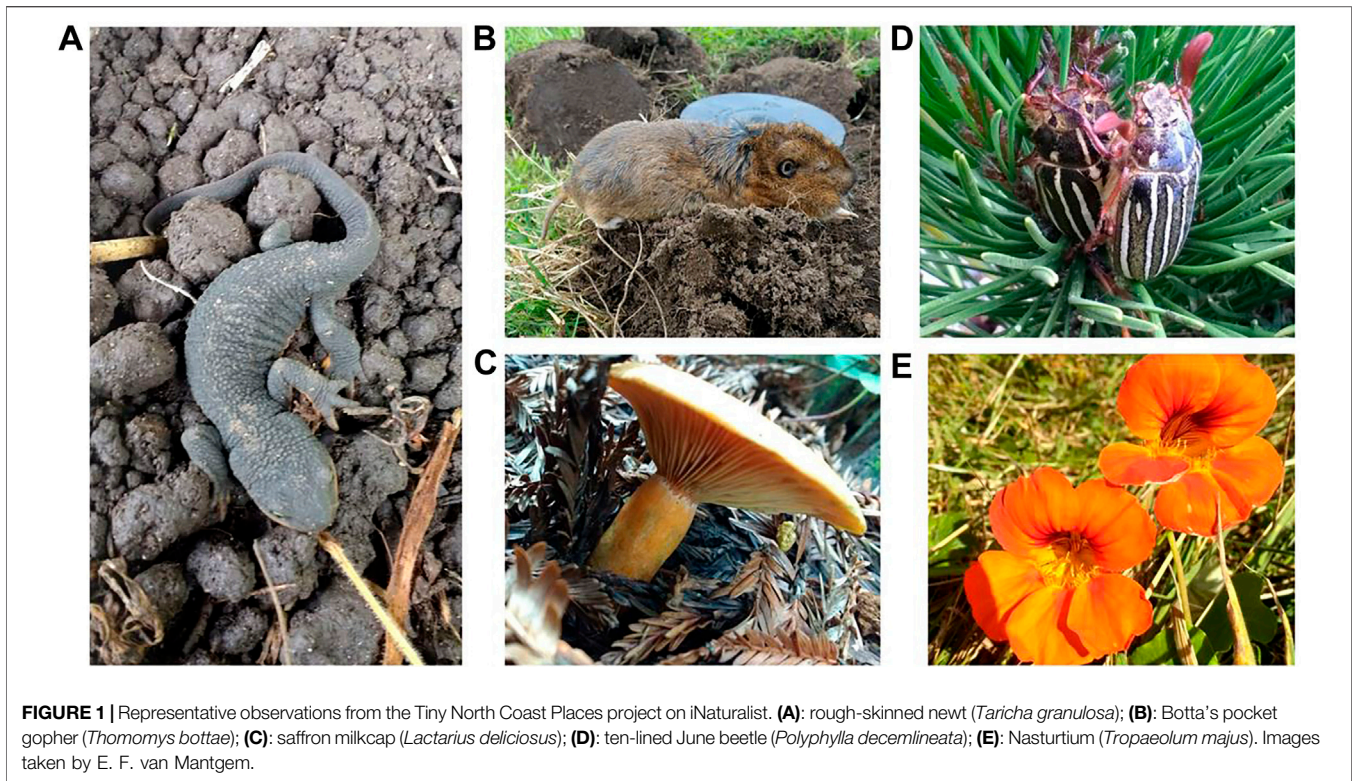 A
B
D
C
E
FIGURE 1 | Representative observations from the Tiny North Coast Places project on iNaturalist. (A): rough-skinned newt (Taricha granulosa); (B): Botta’s pocket
gopher (Thomomys bottae); (C): saffron milkcap (Lactarius deliciosus); (D): ten-lined June beetle (Polyphylla decemlineata); (E): Nasturtium (Tropaeolum majus). Images
taken by E. F. van Mantgem.